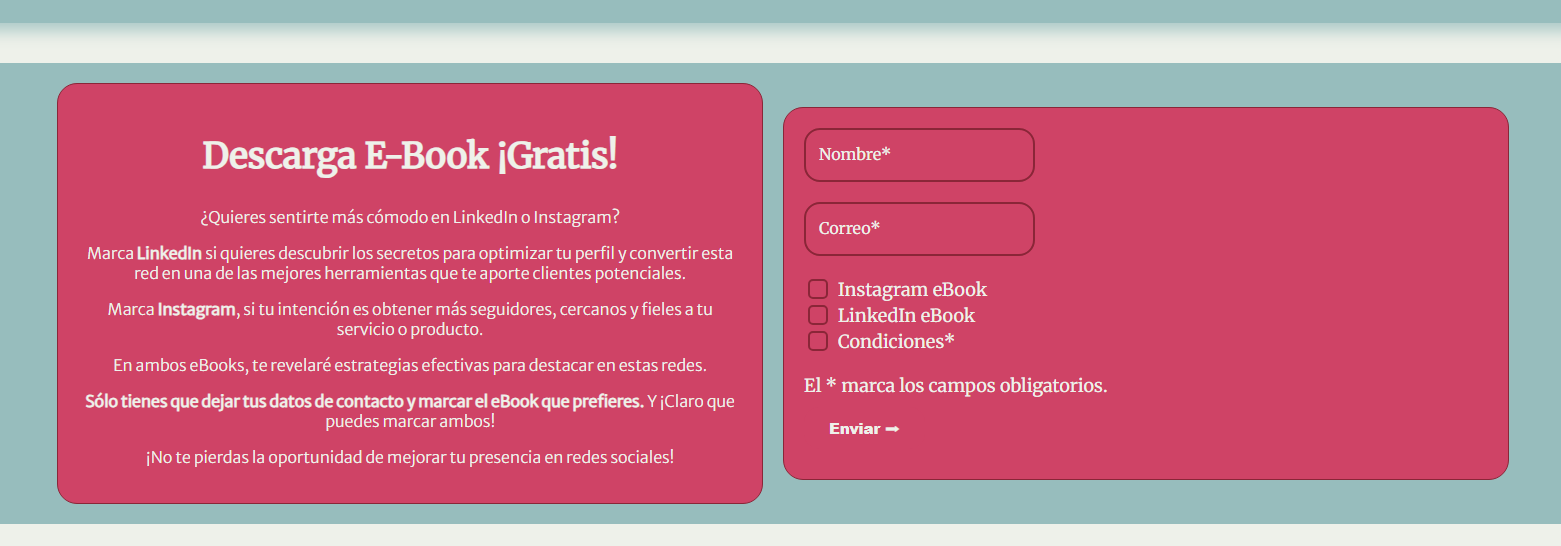 Descarga E-Book ¡Gratis!
¿Quieres sentirte más cómodo en LinkedIn o Instagram?
Marca LinkedIn si quieres descubrir los secretos para optimizar tu perfil y convertir esta
red en una de las mejores herramientas que te aporte clientes potenciales.
Marca Instagram, si tu intención es obtener más seguidores, cercanos y fieles a tu
servicio o producto.
En ambos eBooks, te revelaré estrategias efectivas para destacar en estas redes.
Sólo tienes que dejar tus datos de contacto y marcar el eBook que prefieres. Y ¡Claro que
puedes marcar ambos!
¡No te pierdas la oportunidad de mejorar tu presencia en redes sociales!
Nombre*
Correo*
Instagram eBook
LinkedIn eBook
Condiciones*
El * marca los campos obligatorios.
Enviar ➡